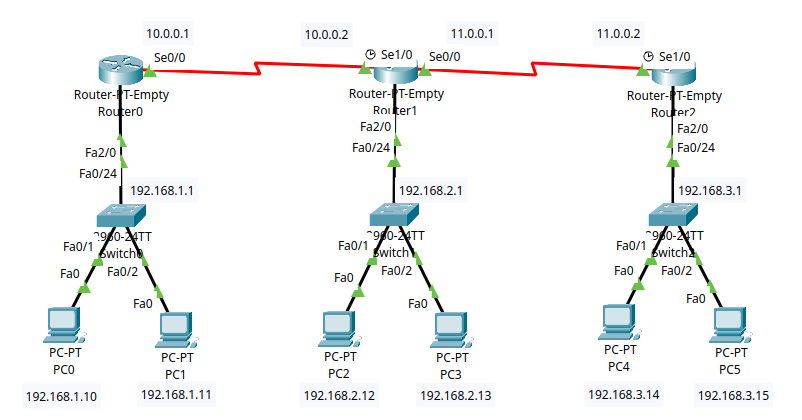 10.0.0.1
10.0.0.2
11.0.0.1
11.0.0.2
Se0/0
Se1/0
Se0/0
Se1/0
Router-PT-Empty
Router0
Router-PT-Empty
Router1
Router-PT-Empty
Router2
Fa2/0
Fa0/24
Fa2/0
Fa0/24
Fa2/0
Fa0/24
192.168.1.1
192.168.2.1
192.168.3.1
2960-24TT
Switch0
2960-24TT
Switch1
2960-24TT
Switch2
Fa0/1
Fa0/2
Fa0/1
Fa0/2
Fa0/1
Fa0/2
Fa0
Fa0
Fa0
Fa0
Fa0
Fa0
PC-PT
PC0
PC-PT
PC1
PC-PT
PC2
PC-PT
PC3
PC-PT
PC4
PC-PT
PC5
192.168.1.10
192.168.1.11
192.168.2.12
192.168.2.13
192.168.3.14
192.168.3.15